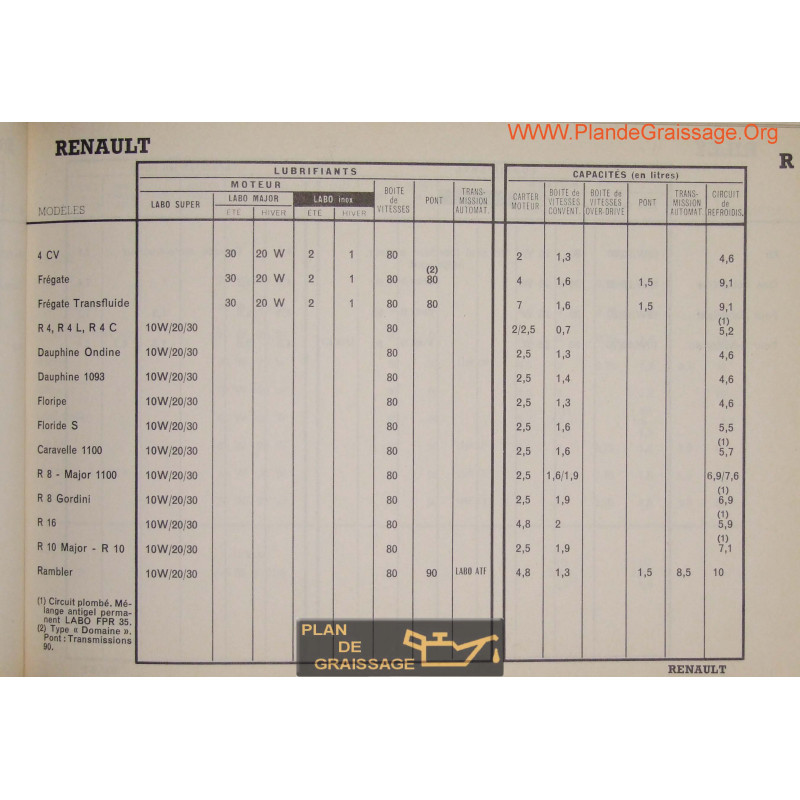 WWW.PlandeGraissage.Org
RENAULT
R
LUBRIFIANTS
CAPACITÉS (en litres)
MOTEUR
MODELES
LABO SUPER
LABO MAJOR
LABO inox
ÉTÉ HIVER ÉTÉ HIVER
BOITE de VITESSES
PONT
TRANS- MISSION AUTOMAT.
CARTER MOTEUR
BOITE de VITESSES CONVENT.
BOITE de VITESSES OVER-DRIVE
PONT
TRANS- MISSION AUTOMAT
CIRCUIT de REFROIDIS.
4 CV 30 20 W 2 1 80 2 1,3 4,6
Frégate 30 20 W 2 1 80 (2) 80 4 1,6 1,5 9,1
Frégate Transfluide 30 20 W 2 1 80 80 7 1,6 1,5 9,1
R 4, R 4 L, R 4 C 10W/20/30 80 2/2,5 0,7 (1) 5,2
Dauphine Ondine 10W/20/30 80 2,5 1,3 4,6
Dauphine 1093 10W/20/30 80 2,5 1,4 4,6
Floripe 10W/20/30 80 2,5 1,3 4,6
Floride S 10W/20/30 80 2,5 1,6 5,5
Caravelle 1100 10W/20/30 80 2,5 1,6 (1) 5,7
R 8 - Major 1100 10W/20/30 80 2,5 1,6/1,9 6,9/7,6
R 8 Gordini 10W/20/30 80 2,5 1,9 (1) 6,9
R 16 10W/20/30 80 4,8 2 (1) 5,9
R 10 Major - R 10 10W/20/30 80 2,5 1,9 (1) 7,1
Rambler 10W/20/30 80 90 LABO ATF 4,8 1,3 1,5 8,5 10
(1) Circuit plombé. Mé-
lange antigel perma-
nent LABO FPR 35.
(2) Type « Domaine ».
Pont : Transmissions
90.
PLAN
DE
GRAISSAGE
RENAULT